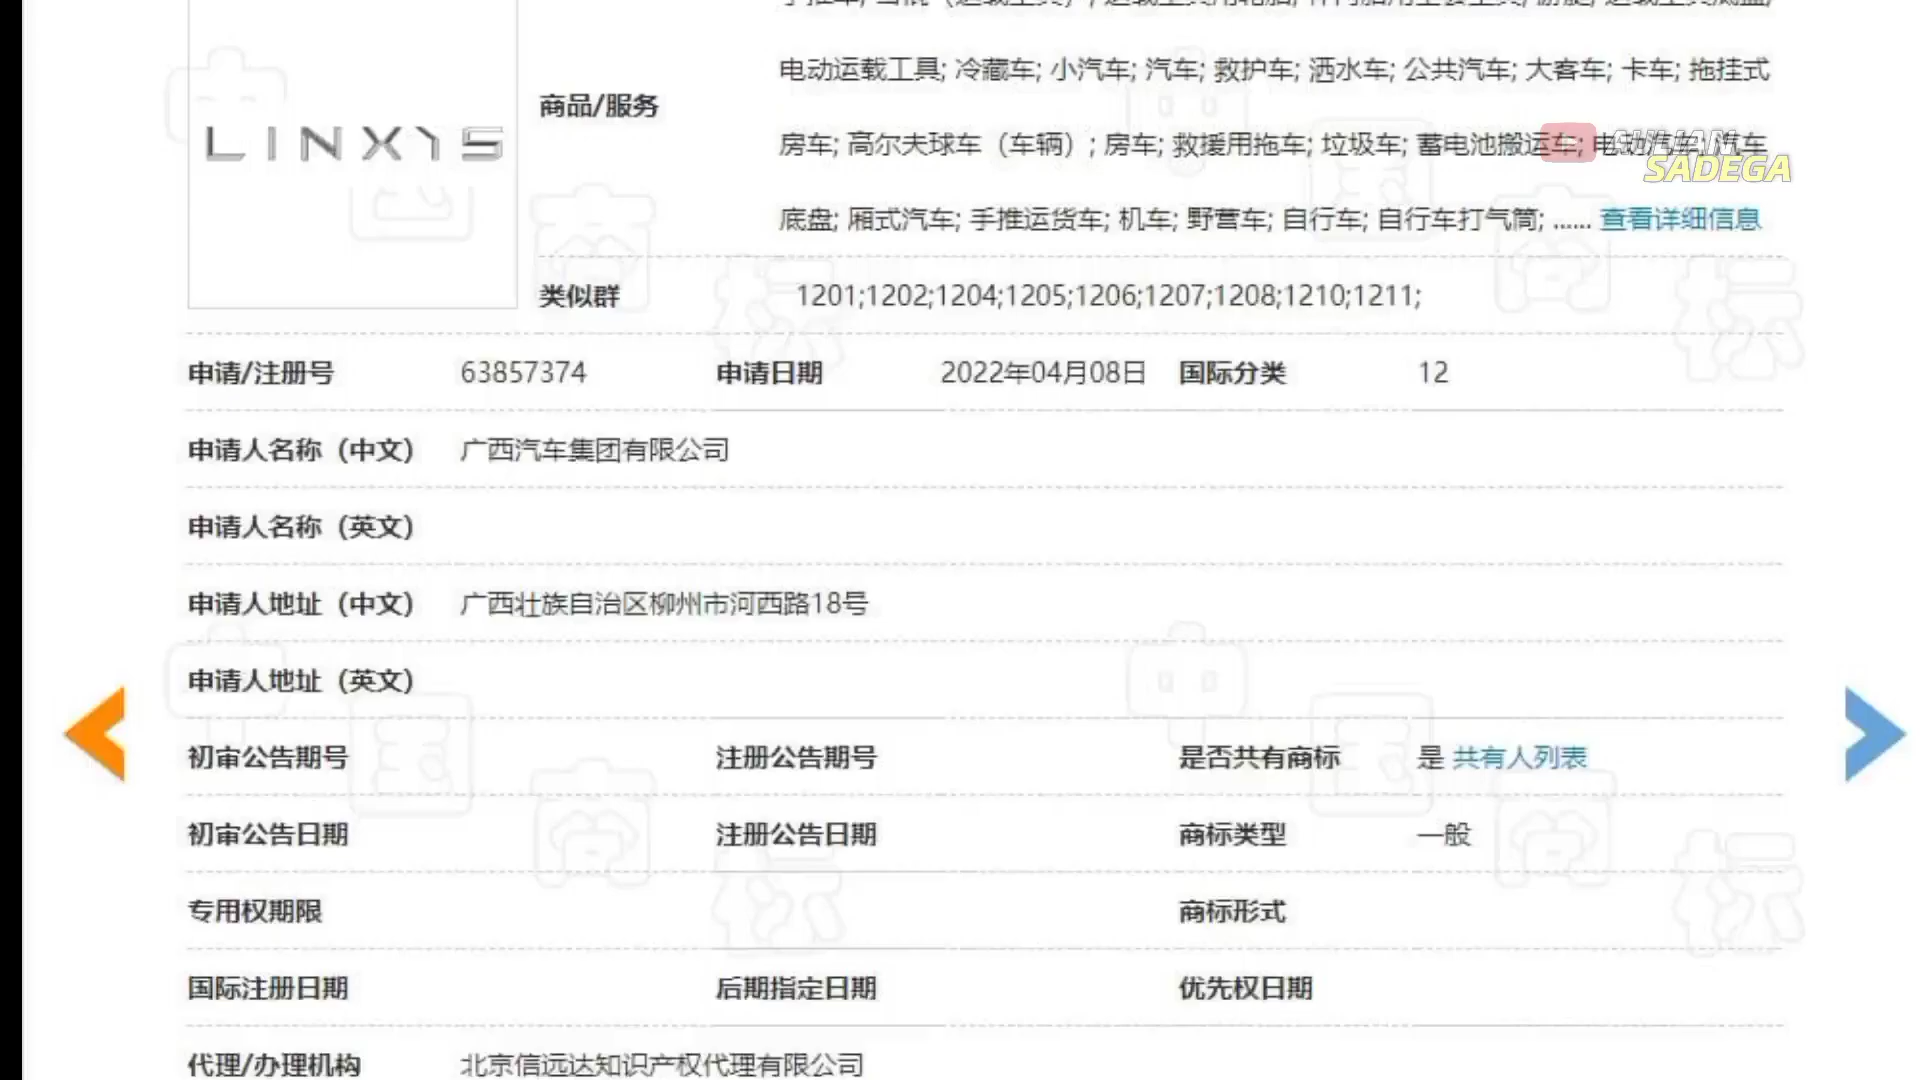 电动运载工具; 冷藏车; 小汽车; 汽车; 救护车; 洒水车; 公共汽车; 大客车; 卡车; 拖挂式
商品/服务
LINXYS
房车; 高尔夫球车（车辆）; 房车; 救援用拖车; 垃圾车; 蓄电池搬运车; 电动汽车; 汽车
SADEGA
底盘; 厢式汽车; 手推运货车; 机车; 野营车; 自行车; 自行车打气筒; ...... 查看详细信息
类似群 1201;1202;1204;1205;1206;1207;1208;1210;1211;
申请/注册号 63857374 申请日期 2022年04月08日 国际分类 12
申请人名称（中文） 广西汽车集团有限公司
申请人名称（英文）
申请人地址（中文） 广西壮族自治区柳州市河西路18号
申请人地址（英文）
初审公告期号 注册公告期号 是否共有商标 是 共有人列表
初审公告日期 注册公告日期 商标类型 一般
专用权期限 商标形式
国际注册日期 后期指定日期 优先权日期
代理/办理机构 北京信远达知识产权代理有限公司